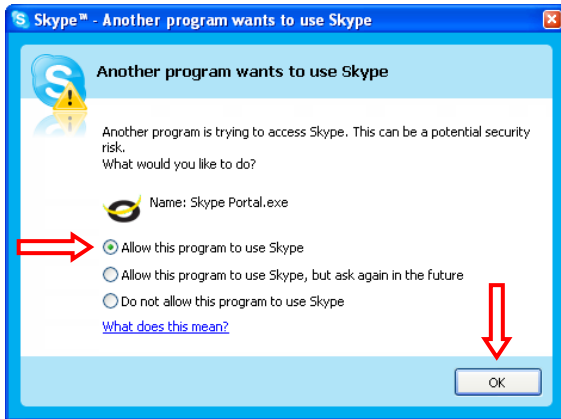 Skype™ - Another program wants to use Skype
Another program wants to use Skype
Another program is trying to access Skype. This can be a potential security
risk.
What would you like to do?
Name: Skype Portal.exe
Allow this program to use Skype
Allow this program to use Skype, but ask again in the future
Do not allow this program to use Skype
What does this mean?
OK